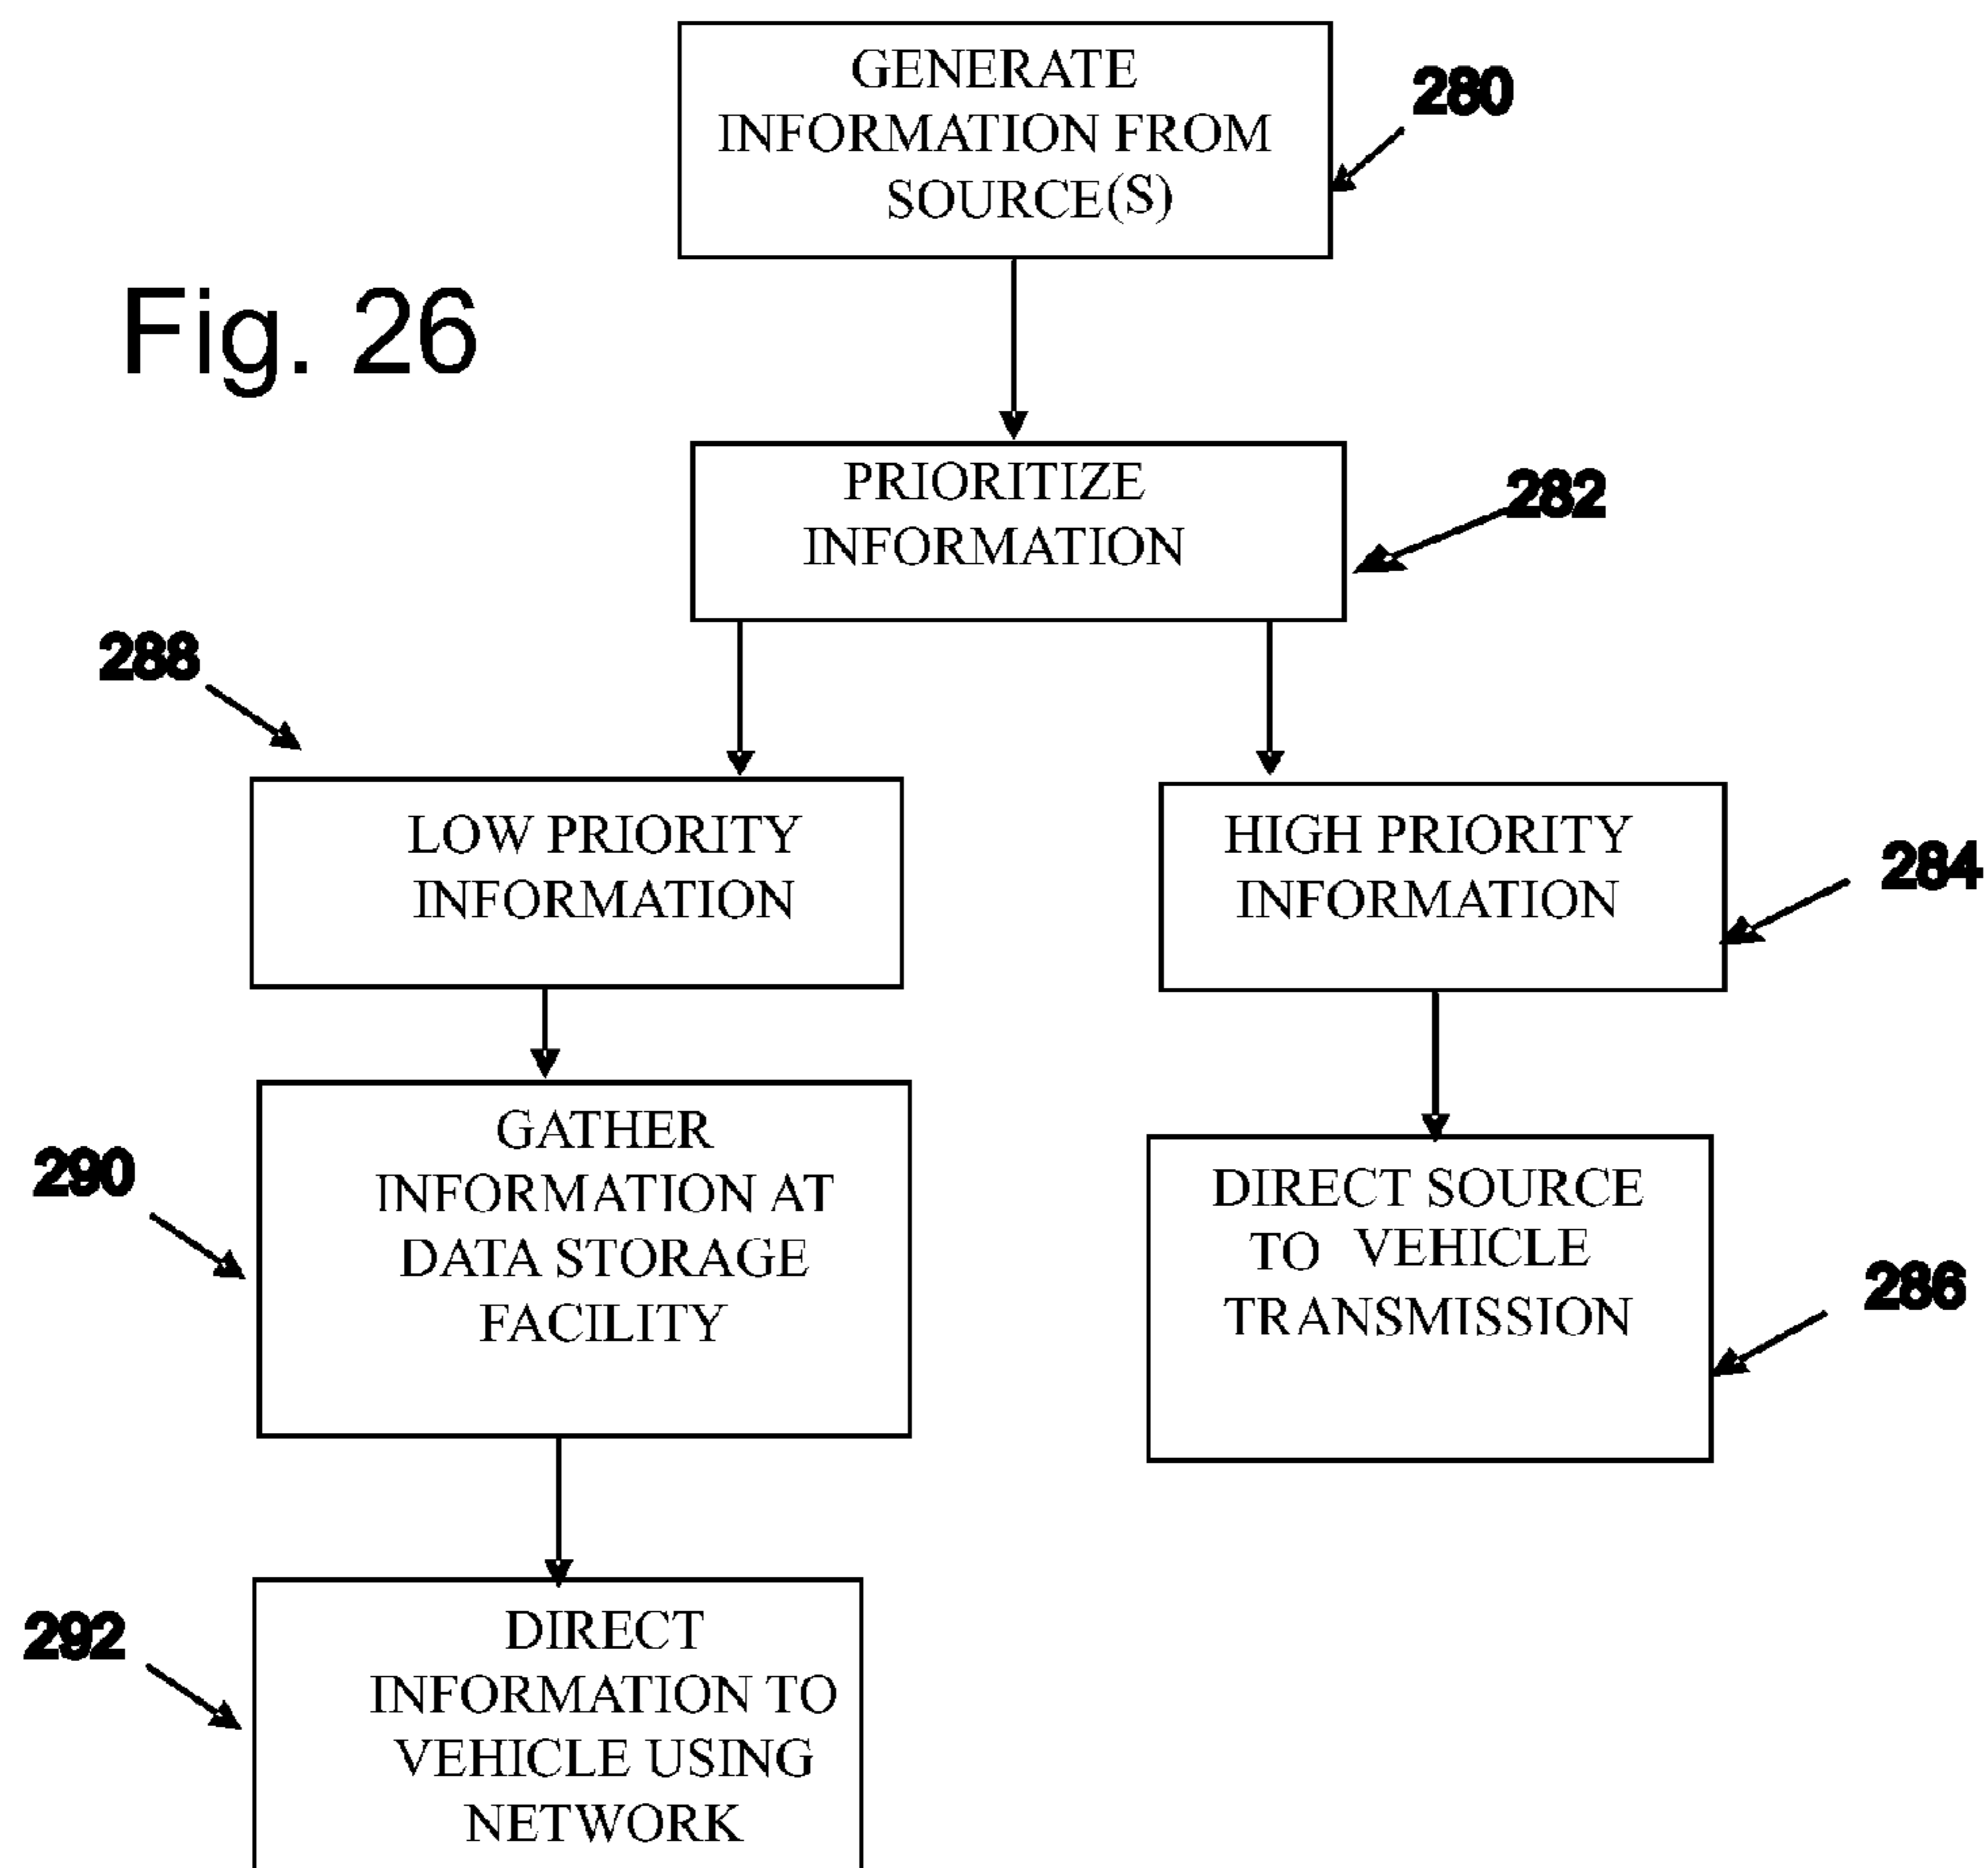 GENERATE
INFORMATION FROM
SOURCE(S)
280
Fig. 26
PRIORITIZE
INFORMATION
282
288
LOW PRIORITY
INFORMATION
HIGH PRIORITY
INFORMATION
284
290
GATHER
INFORMATION AT
DATA STORAGE
FACILITY
DIRECT SOURCE
TO VEHICLE
TRANSMISSION
286
292
DIRECT
INFORMATION TO
VEHICLE USING
NETWORK